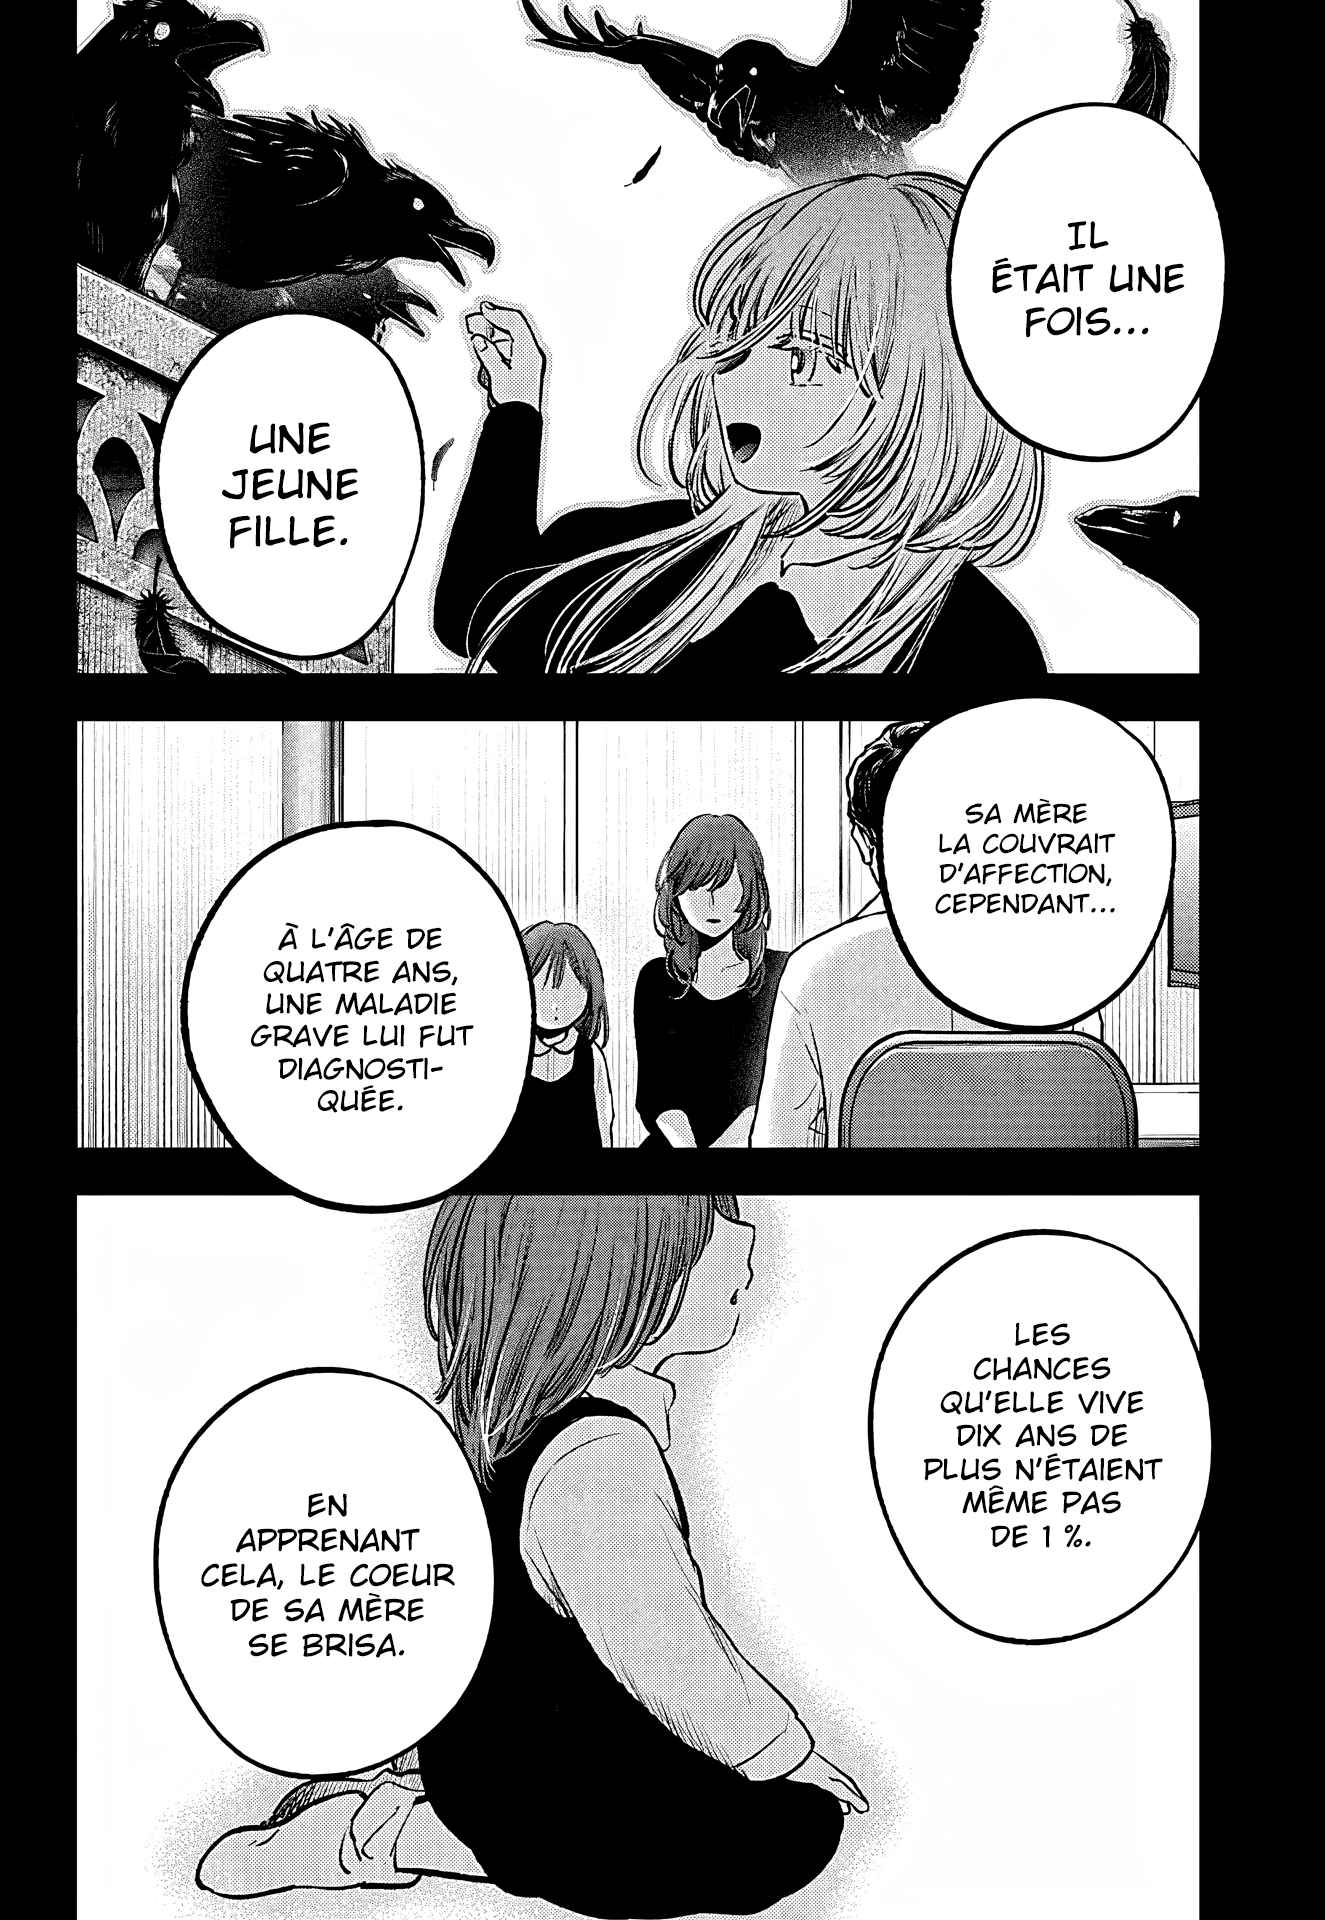 IL
ÉTAIT UNE
FOIS...
UNE
JEUNE
FILLE.
SA MÈRE
LA COUVRAIT
D'AFFECTION,
CEPENDANT...
À L'ÂGE DE
QUATRE ANS,
UNE MALADIE
GRAVE LUI FUT
DIAGNOSTI-
QUÉE.
LES
CHANCES
QU'ELLE VIVE
DIX ANS DE
PLUS N'ÉTAIENT
MÊME PAS
DE 1 %.
EN
APPRENANT
CELA, LE COEUR
DE SA MÈRE
SE BRISA.